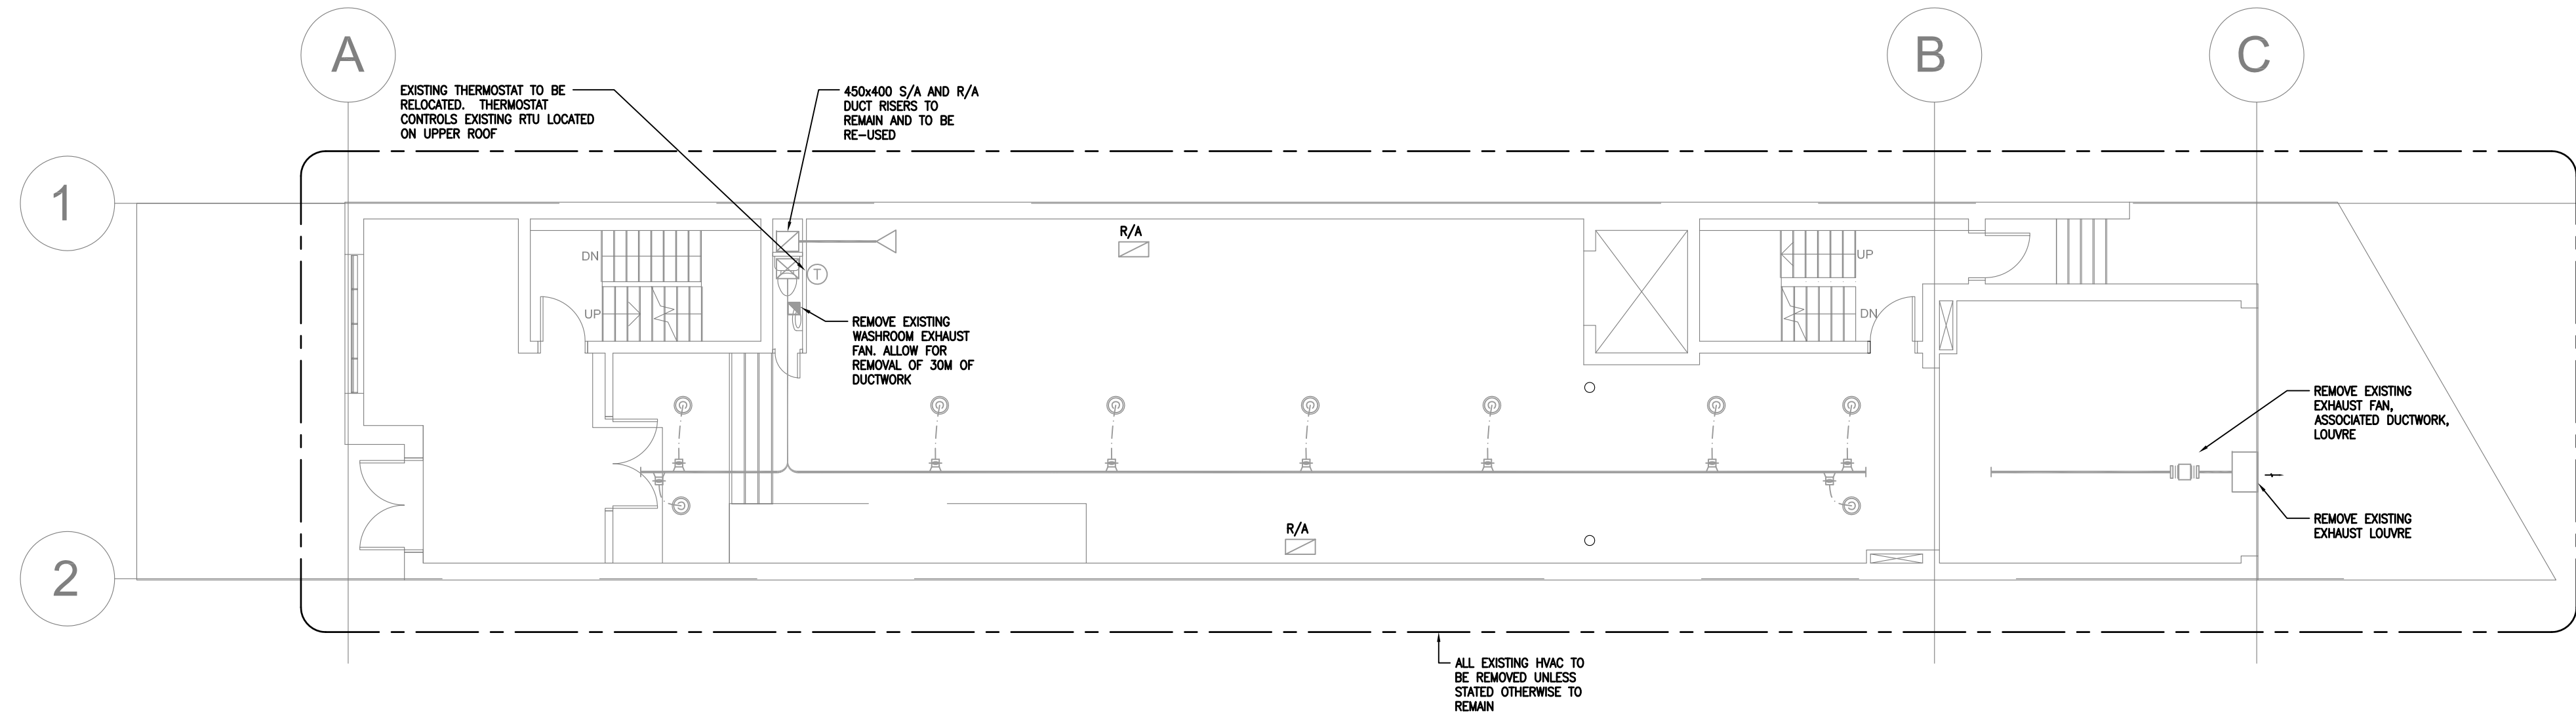 A
B
C
EXISTING THERMOSTAT TO BE
RELOCATED. THERMOSTAT
CONTROLS EXISTING RTU LOCATED
ON UPPER ROOF
450x400 S/A AND R/A
DUCT RISERS TO
REMAIN AND TO BE
RE-USED
1
R/A
DN
UP
T
UP
DN
REMOVE EXISTING
WASHROOM EXHAUST
FAN. ALLOW FOR
REMOVAL OF 30M OF
DUCTWORK
REMOVE EXISTING
EXHAUST FAN,
ASSOCIATED DUCTWORK,
LOUVRE
REMOVE EXISTING
EXHAUST LOUVRE
R/A
2
ALL EXISTING HVAC TO
BE REMOVED UNLESS
STATED OTHERWISE TO
REMAIN